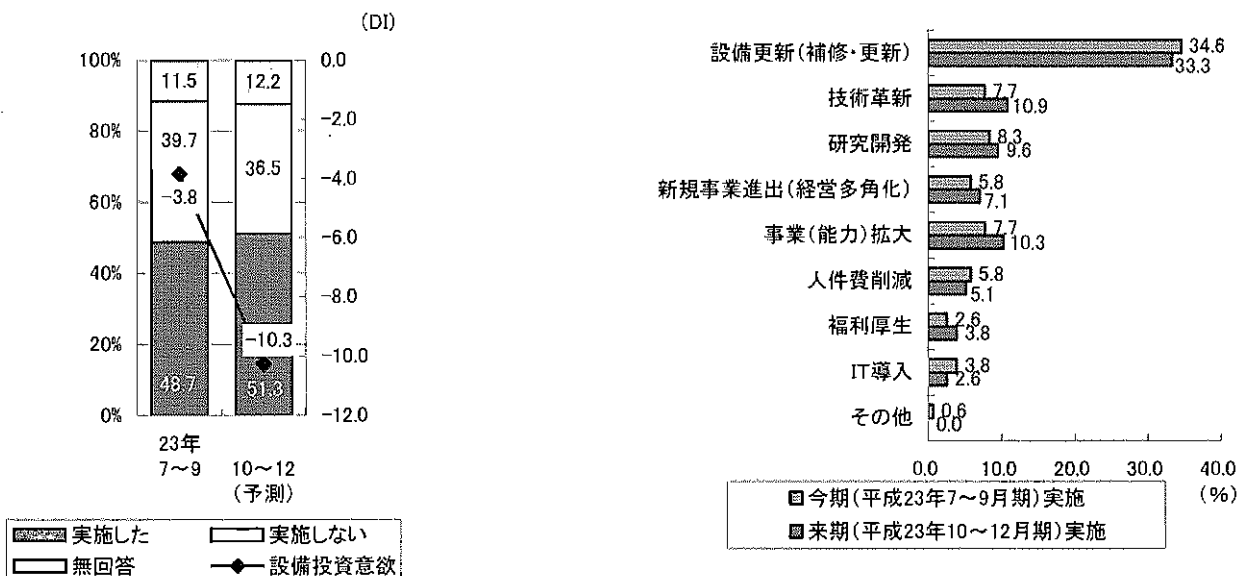 (DI)
100%
80%
60%
40%
20%
0%
11.5
39.7
-3.8
48.7
12.2
36.5
-10.3
51.3
0.0
-2.0
-4.0
-6.0
-8.0
-10.0
-12.0
23年
7～9
10～12
(予測)
実施した
実施しない
無回答
設備投資意欲
設備更新(補修・更新)
34.6
33.3
技術革新
7.7
10.9
研究開発
8.3
9.6
新規事業進出(経営多角化)
5.8
7.1
事業(能力)拡大
7.7
10.3
人件費削減
5.8
5.1
福利厚生
2.6
3.8
IT導入
3.8
2.6
その他
0.6
0.0
0.0 10.0 20.0 30.0 40.0
(%)
今期(平成23年7～9月期)実施
来期(平成23年10～12月期)実施